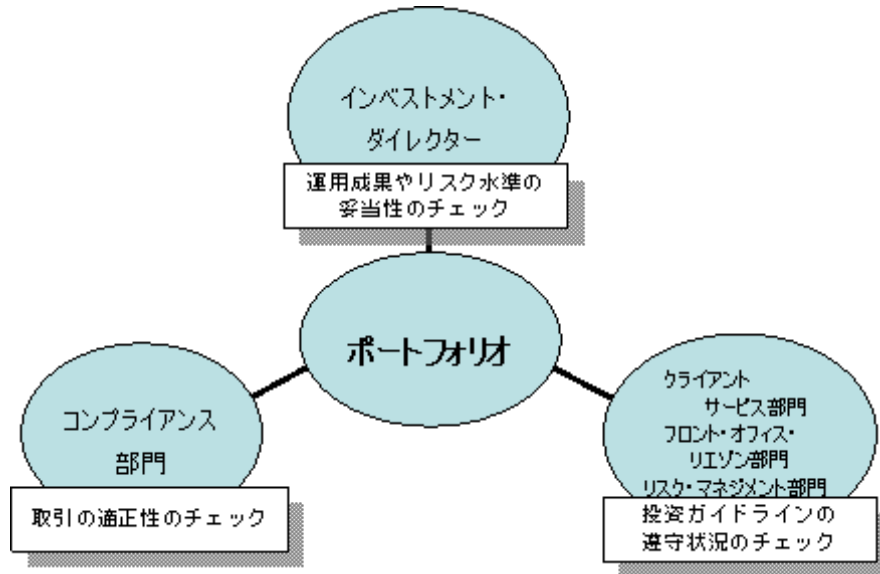 インベストメント・
ダイレクター
運用成果やリスク水準の
妥当性のチェック
ポートフォリオ
コンプライアンス
部門
取引の適正性のチェック
クライアント
サービス部門
フロント・オフィス・
リエゾン部門
リスク・マネジメント部門
投資ガイドラインの
遵守状況のチェック